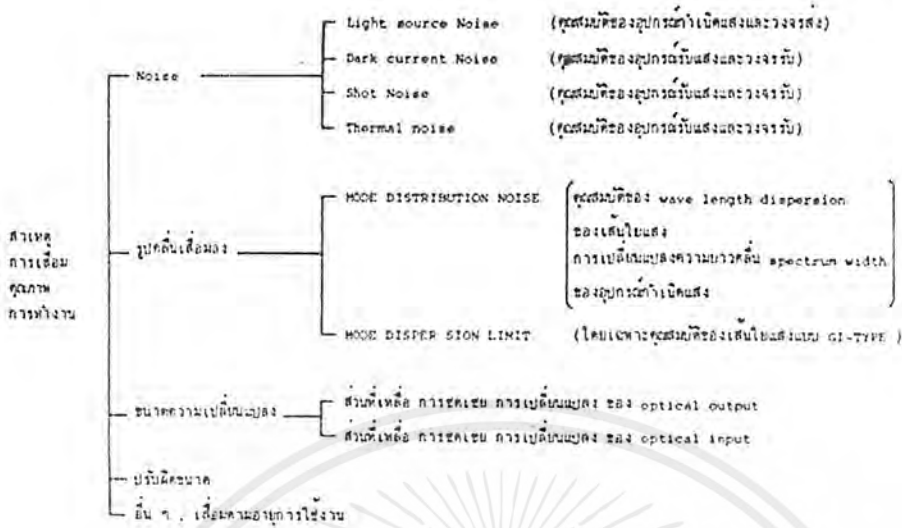 Light source Noise (คุณสมบัติของอุปกรณ์กำเนิดแสงและวงจรส่ง)
Dark current Noise (คุณสมบัติของอุปกรณ์รับแสงและวงจรรับ)
Noise
Shot Noise (คุณสมบัติของอุปกรณ์รับแสงและวงจรรับ)
Thermal noise (คุณสมบัติของอุปกรณ์รับแสงและวงจรรับ)
MODE DISTRIBUTION NOISE
คุณสมบัติของ wave length dispersion
ของเส้นใยแสง
การเปลี่ยนแปลงความยาวคลื่น spectrum width
ของอุปกรณ์กำเนิดแสง
สาเหตุ
การเสื่อม
คุณภาพ
การทำงาน
รูปคลื่นเสื่อมลง
MODE DISPER SION LIMIT (โดยเฉพาะคุณสมบัติของเส้นใยแสงแบบ GI-TYPE )
ขนาดความเปลี่ยนแปลง
ส่วนที่เหลือ การชดเชย การเปลี่ยนแปลง ของ optical output
ส่วนที่เหลือ การชดเชย การเปลี่ยนแปลง ของ optical input
ปรับผิดขนาด
อื่น ๆ , เสื่อมตามอายุการใช้งาน